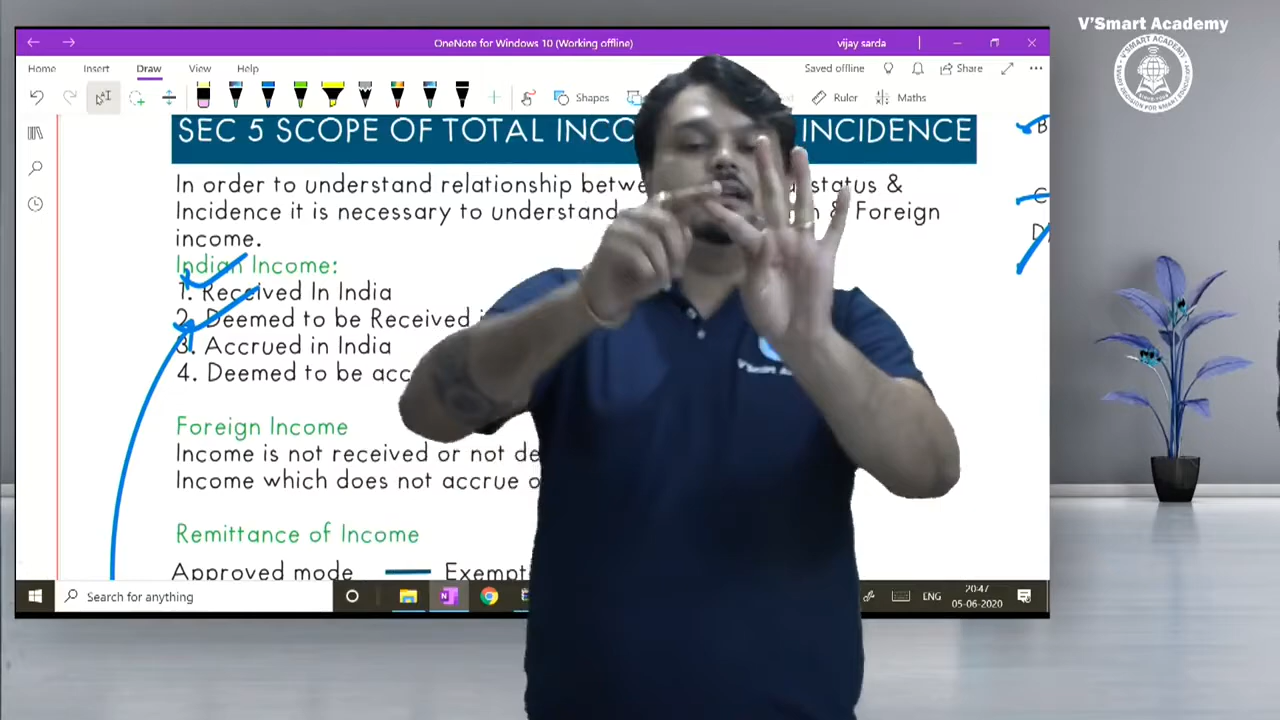 V'Smart Academy
OneNote for Windows 10 (Working offline)
vijay sarda
Home Insert Draw View Help
Saved offline
Share
Shapes
Ruler
Maths
SEC 5 SCOPE OF TOTAL INCO INCIDENCE
In order to understand relationship betwe status &
Incidence it is necessary to understand & Foreign
income.
Indian Income:
1. Received In India
2. Deemed to be Received
3. Accrued in India
4. Deemed to be acc
Foreign Income
Income is not received or not de
Income which does not accrue o
Remittance of Income
Approved mode Exempt
B
C
D
Search for anything
ENG
20:47
05-06-2020
V'SMART ACADEMY